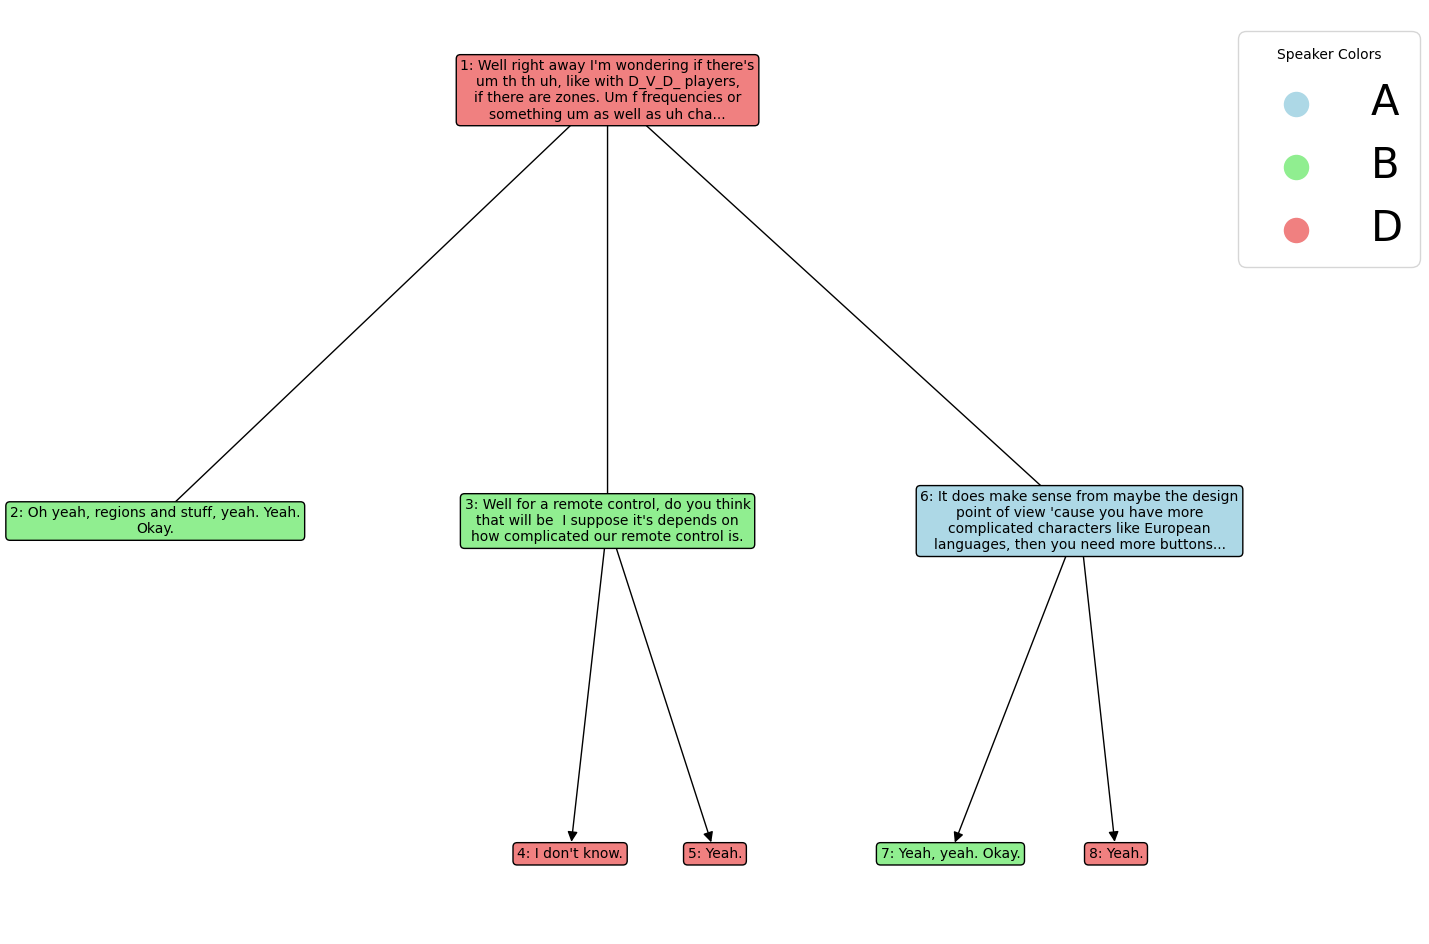 1: Well right away I'm wondering if there's
um th th uh, like with D_V_D_ players,
if there are zones. Um f frequencies or
something um as well as uh cha...
Speaker Colors
A
B
D
2: Oh yeah, regions and stuff, yeah. Yeah.
Okay.
3: Well for a remote control, do you think
that will be  I suppose it's depends on
how complicated our remote control is.
6: It does make sense from maybe the design
point of view 'cause you have more
complicated characters like European
languages, then you need more buttons...
4: I don't know.
5: Yeah.
7: Yeah, yeah. Okay.
8: Yeah.